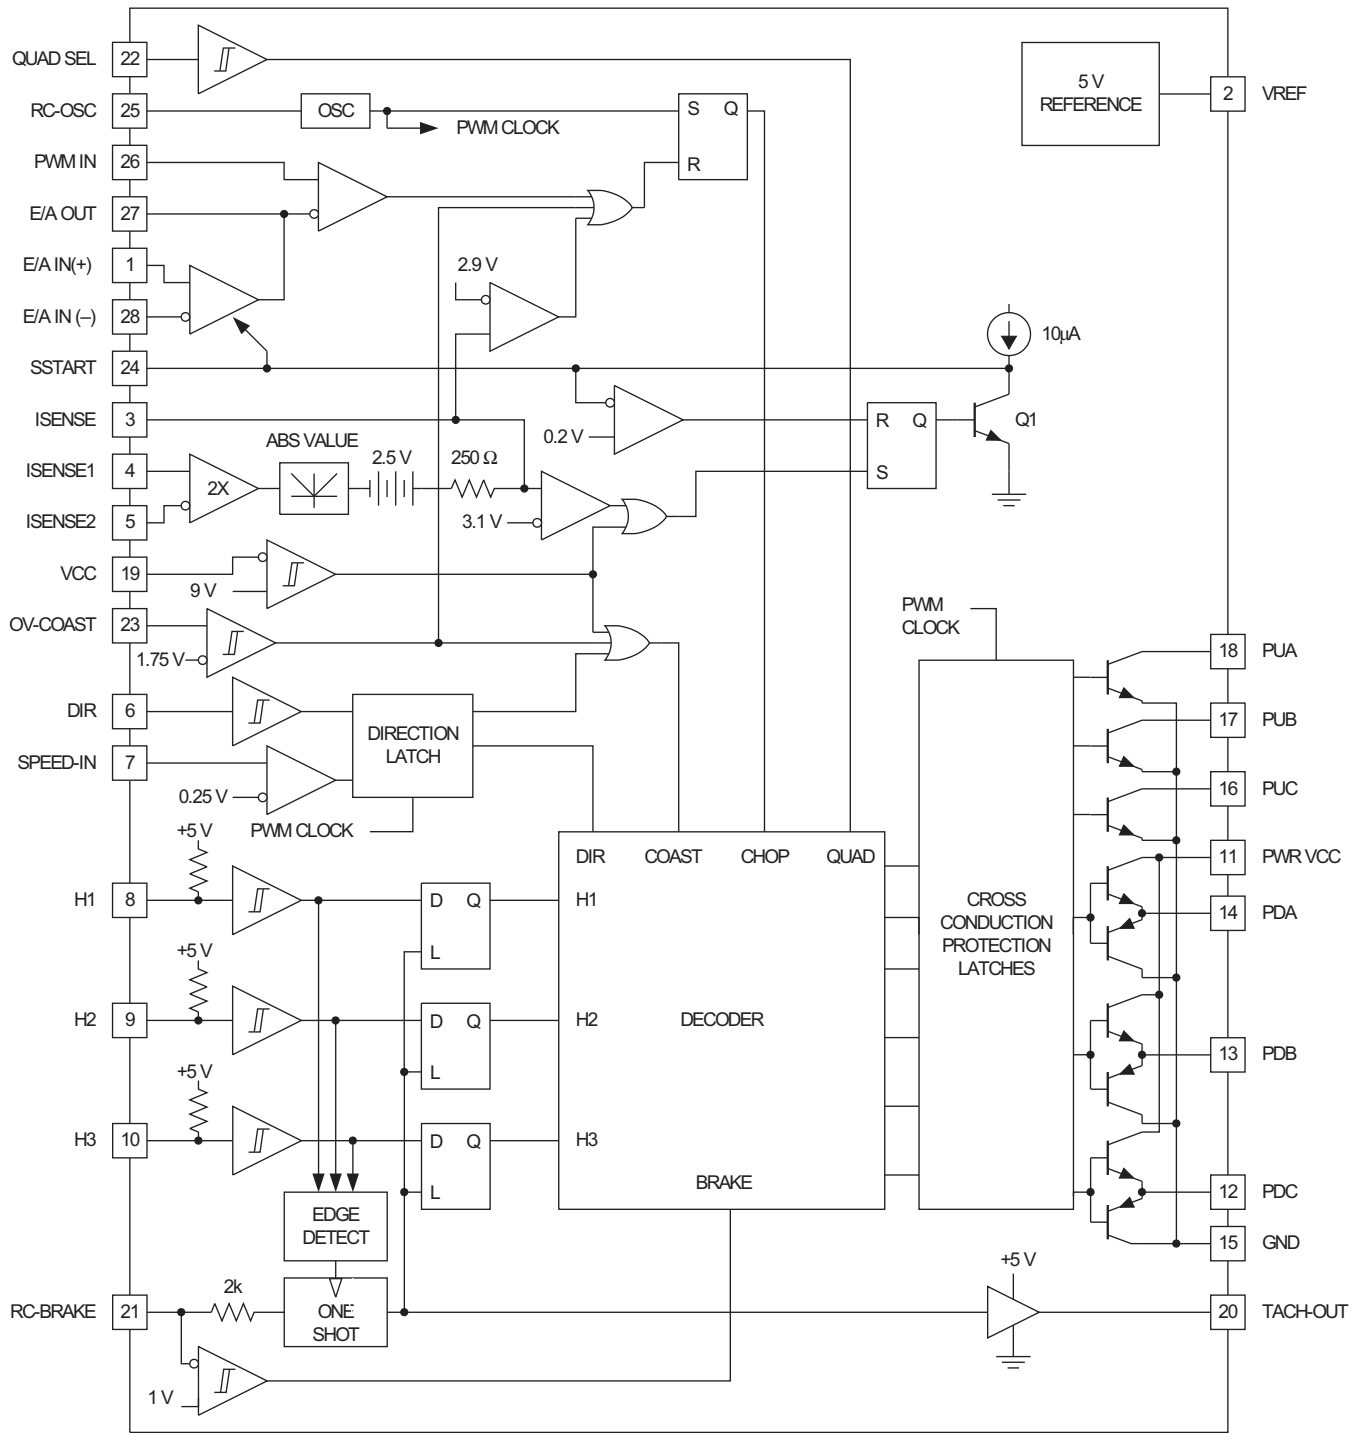 QUAD SEL 22
5 V
REFERENCE
2 VREF
RC-OSC 25 OSC
PWM CLOCK
S Q
R
PWM IN 26
E/A OUT 27
E/A IN(+) 1
2.9 V
E/A IN (–) 28
10µA
SSTART 24
ISENSE 3
0.2 V
R Q
S
Q1
ABS VALUE
ISENSE1 4
2X
2.5 V
250 Ω
3.1 V
ISENSE2 5
VCC 19
9 V
OV-COAST 23
1.75 V
PWM
CLOCK
18 PUA
DIR 6
DIRECTION
LATCH
17 PUB
SPEED-IN 7
0.25 V
16 PUC
PWM CLOCK
+5 V
DIR COAST CHOP QUAD
11 PWR VCC
H1 8
D Q
L
H1
CROSS
CONDUCTION
PROTECTION
LATCHES
14 PDA
+5 V
H2 9
D Q
L
H2
DECODER
13 PDB
+5 V
H3 10
D Q
L
H3
BRAKE
12 PDC
EDGE
DETECT
15 GND
+5 V
RC-BRAKE 21
2k
ONE
SHOT
20 TACH-OUT
1 V